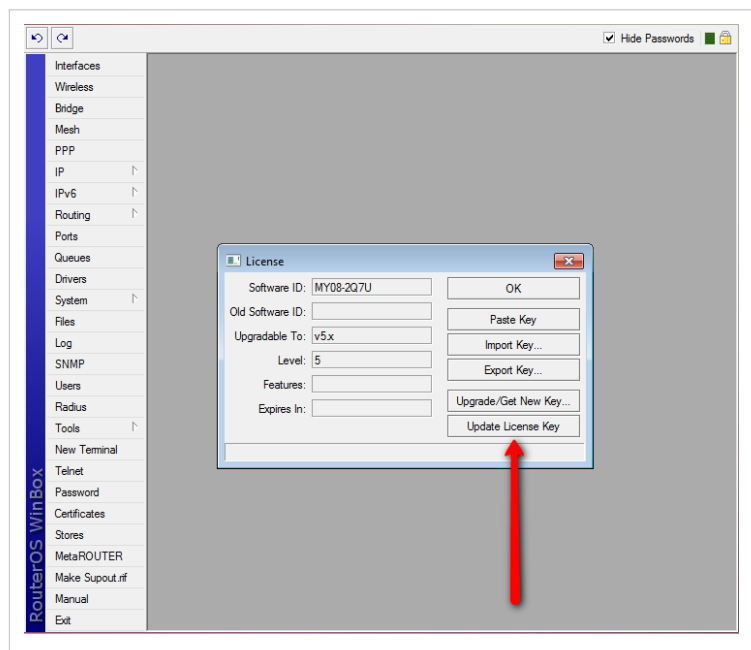 Hide Passwords
Interfaces
Wireless
Bridge
Mesh
PPP
IP
IPv6
Routing
Ports
Queues
Drivers
System
Files
Log
SNMP
Users
Radius
Tools
New Terminal
Telnet
Password
Certificates
Stores
MetaROUTER
Make Supout.rif
Manual
Exit
RouterOS WinBox
License
Software ID: MY08-2Q7U
OK
Old Software ID:
Paste Key
Upgradable To: v5.x
Import Key...
Level: 5
Export Key...
Features:
Upgrade/Get New Key...
Expires In:
Update License Key